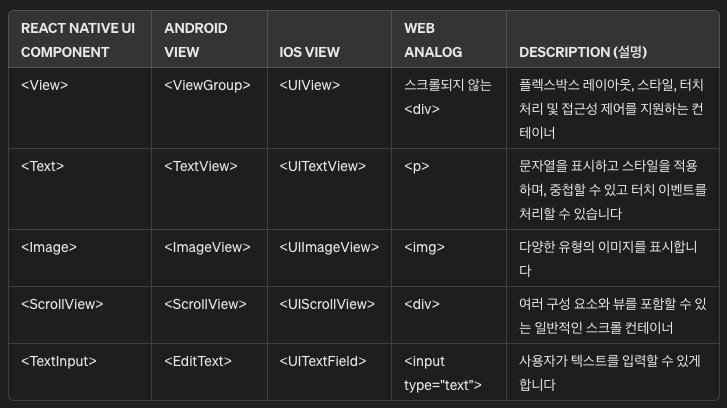 REACT NATIVE UI COMPONENT
ANDROID VIEW
IOS VIEW
WEB ANALOG
DESCRIPTION (설명)
<View>
<ViewGroup>
<UIView>
스크롤되지 않는
<div>
플렉스박스 레이아웃, 스타일, 터치
처리 및 접근성 제어를 지원하는 컨
테이너
<Text>
<TextView>
<UITextView>
<p>
문자열을 표시하고 스타일을 적용
하며, 중첩할 수 있고 터치 이벤트를
처리할 수 있습니다
<Image>
<ImageView>
<UIImageView>
<img>
다양한 유형의 이미지를 표시합니
다
<ScrollView>
<ScrollView>
<UIScrollView>
<div>
여러 구성 요소와 뷰를 포함할 수 있
는 일반적인 스크롤 컨테이너
<TextInput>
<EditText>
<UITextField>
<input
type="text">
사용자가 텍스트를 입력할 수 있게
합니다